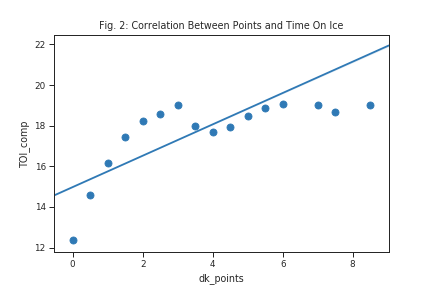 Fig. 2: Correlation Between Points and Time On Ice
22
20
18
16
14
12
TOI_comp
0 2 4 6 8
dk_points